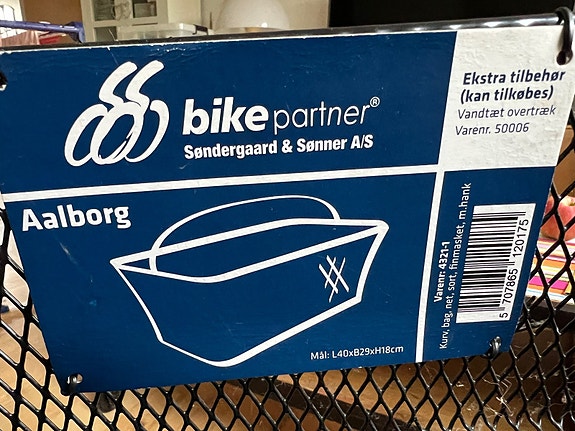 bikepartner®
Søndergaard & Sønner A/S
Ekstra tilbehør
(kan tilkøbes)
Vandtæt overtræk
Varenr. 50006
Aalborg
Mål: L40xB29xH18cm
Varenr: 4321-1
Kurv, bag, net, sort, finmasket, m.hank
5 707865 120175